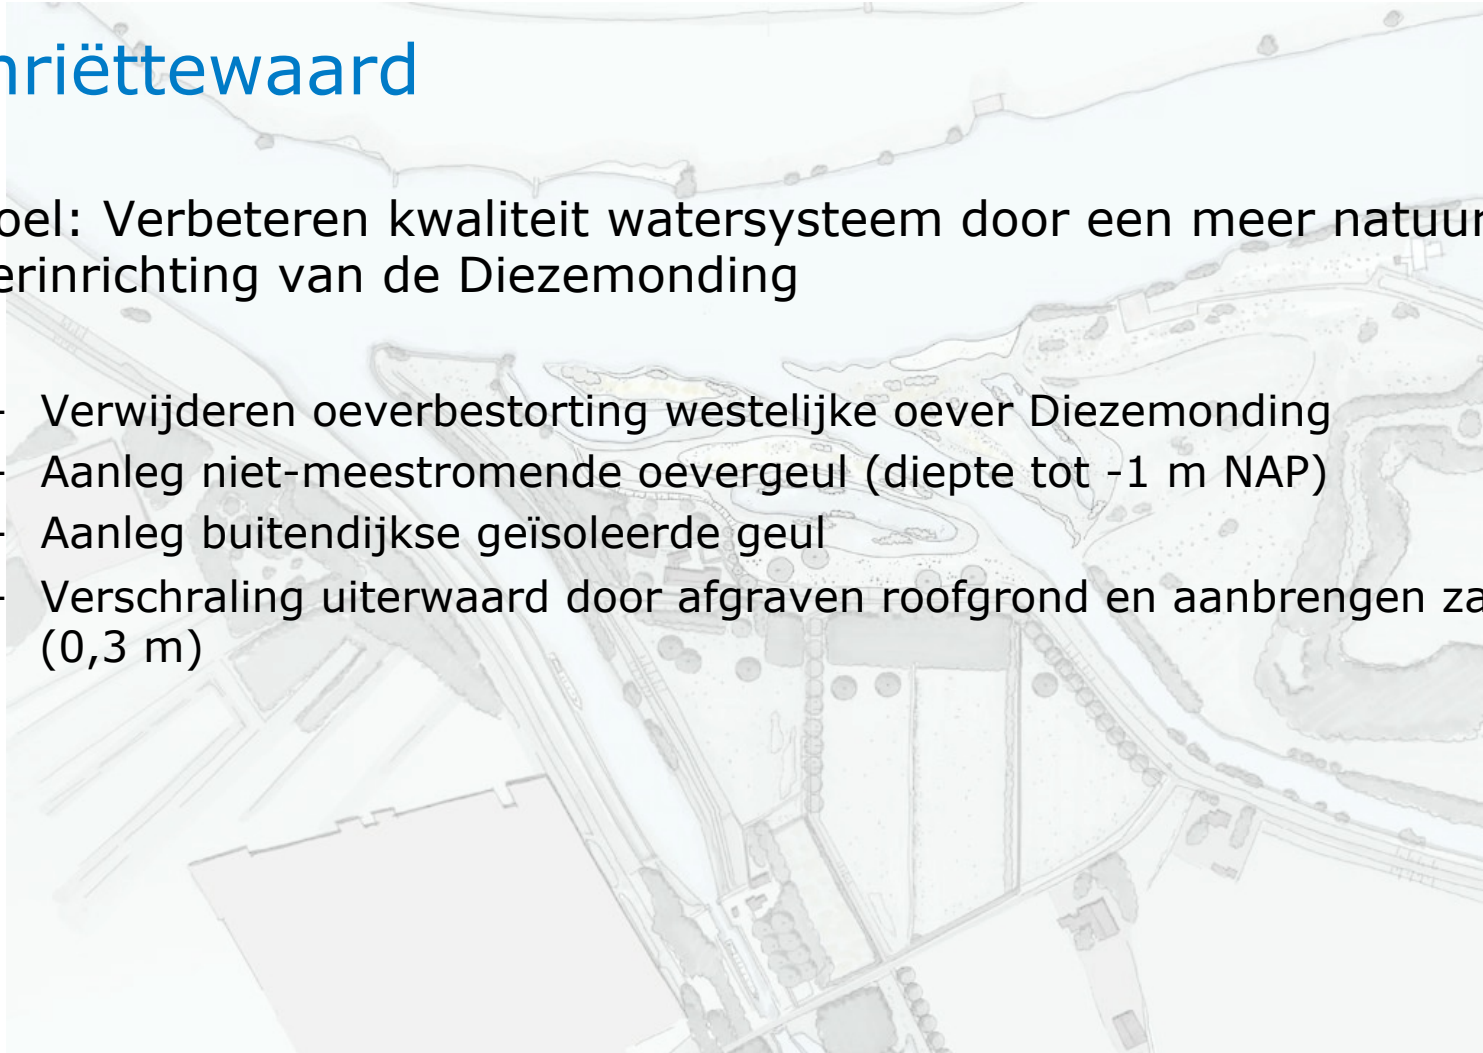 nriëttewaard
oel: Verbeteren kwaliteit watersysteem door een meer natuur
erinrichting van de Diezemonding
- Verwijderen oeverbestorting westelijke oever Diezemonding
- Aanleg niet-meestromende oevergeul (diepte tot -1 m NAP)
- Aanleg buitendijkse geïsoleerde geul
- Verschraling uiterwaard door afgraven roofgrond en aanbrengen za
(0,3 m)